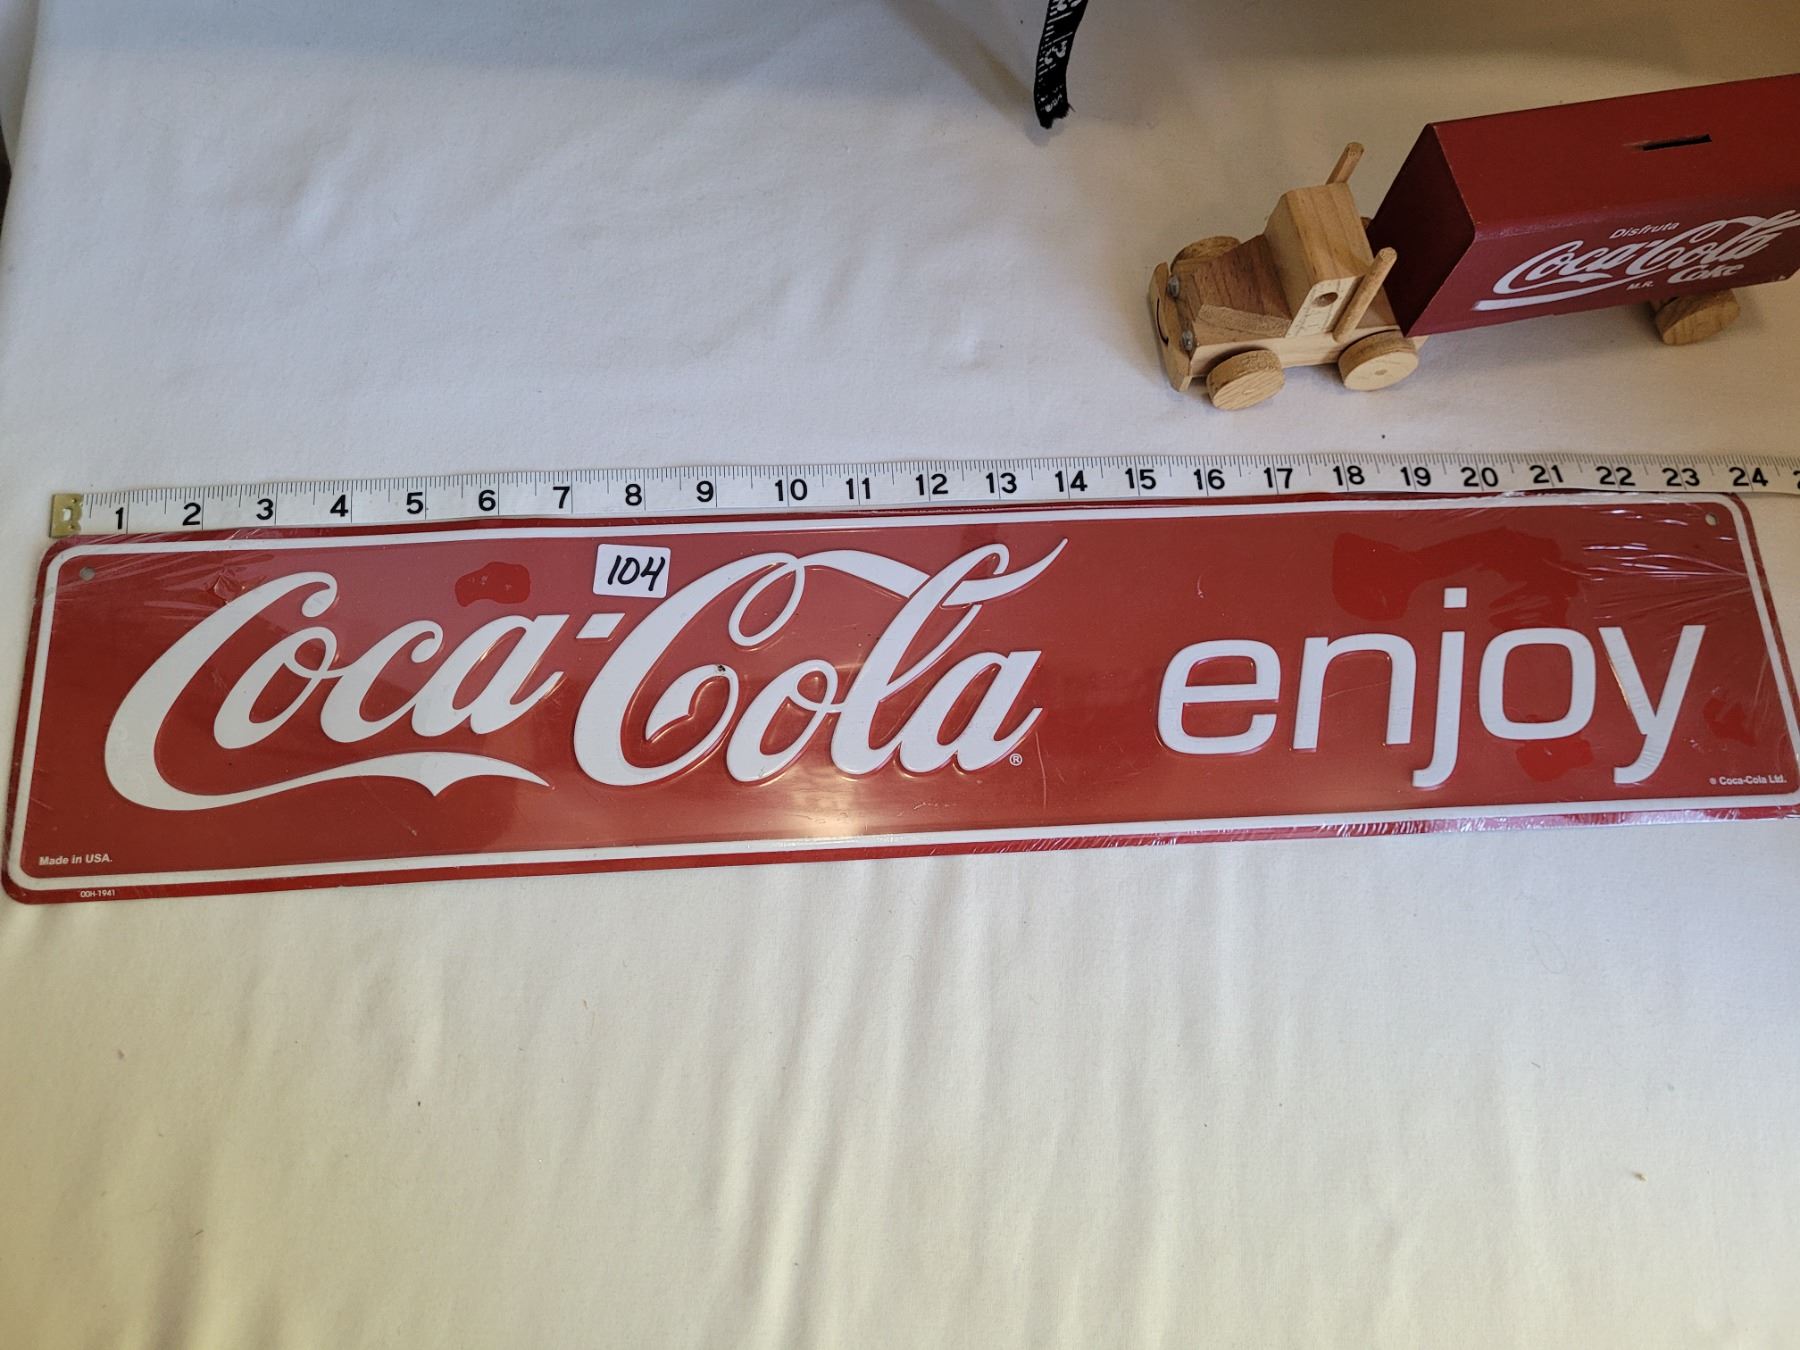 Disfruta
Coca-Cola
Coke
M.R.
1 2 3 4 5 6 7 8 9 10 11 12 13 14 15 16 17 18 19 20 21 22 23 24
104
Coca-Cola ® enjoy
® Coca-Cola Ltd.
Made in USA.
OOH-1941